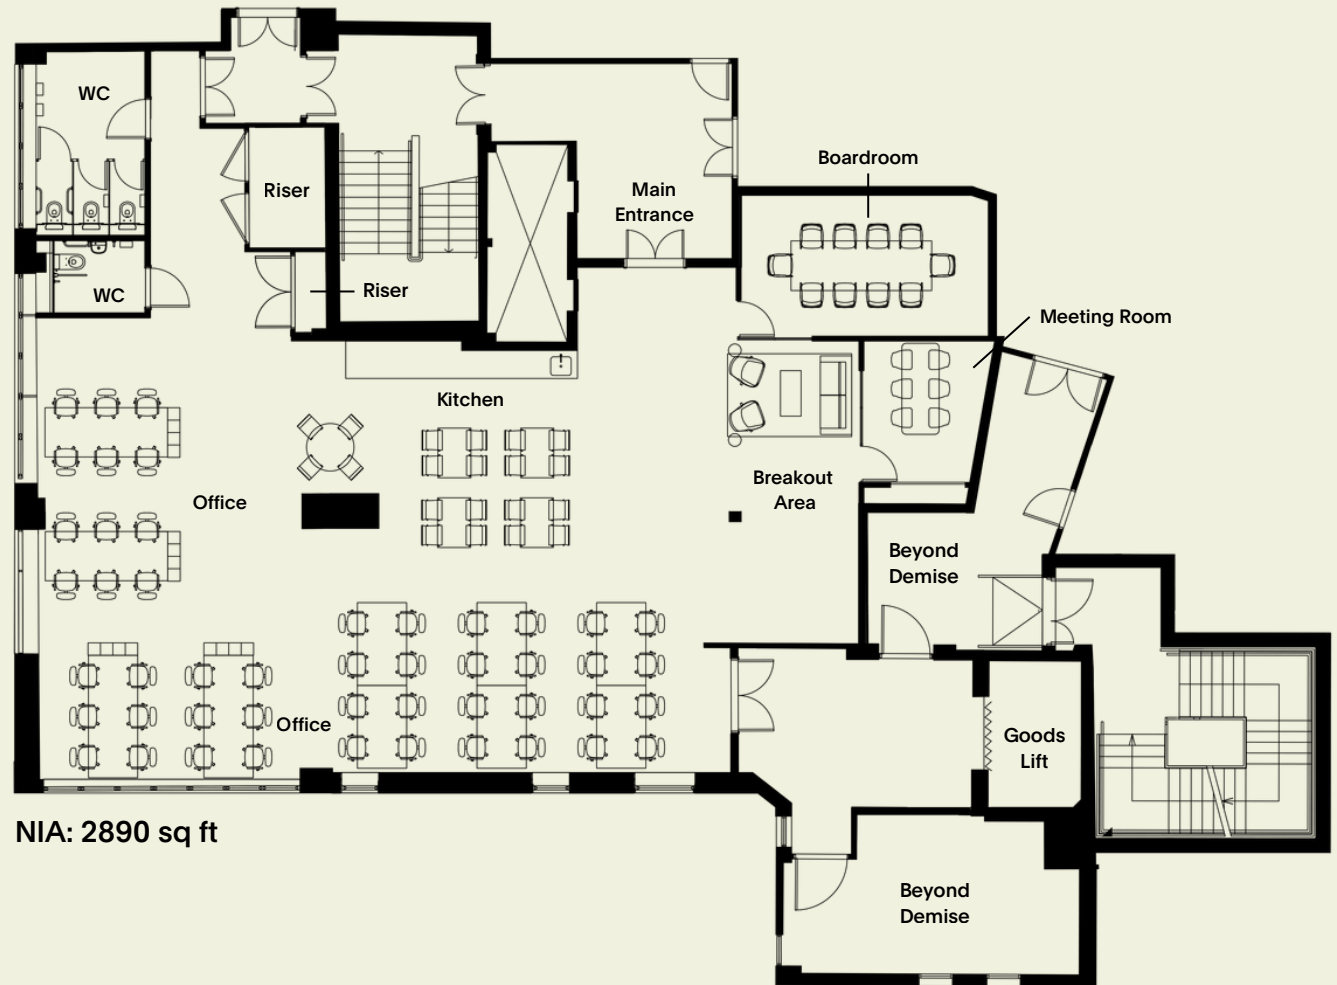 WC
Boardroom
Riser
Main
Entrance
WC
Riser
Meeting Room
Kitchen
Office
Breakout
Area
Beyond
Demise
Office
Goods
Lift
NIA: 2890 sq ft
Beyond
Demise